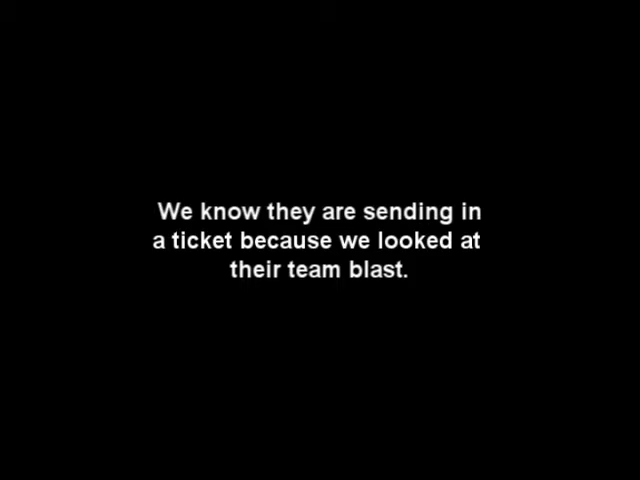 We know they are sending in
a ticket because we looked at
their team blast.